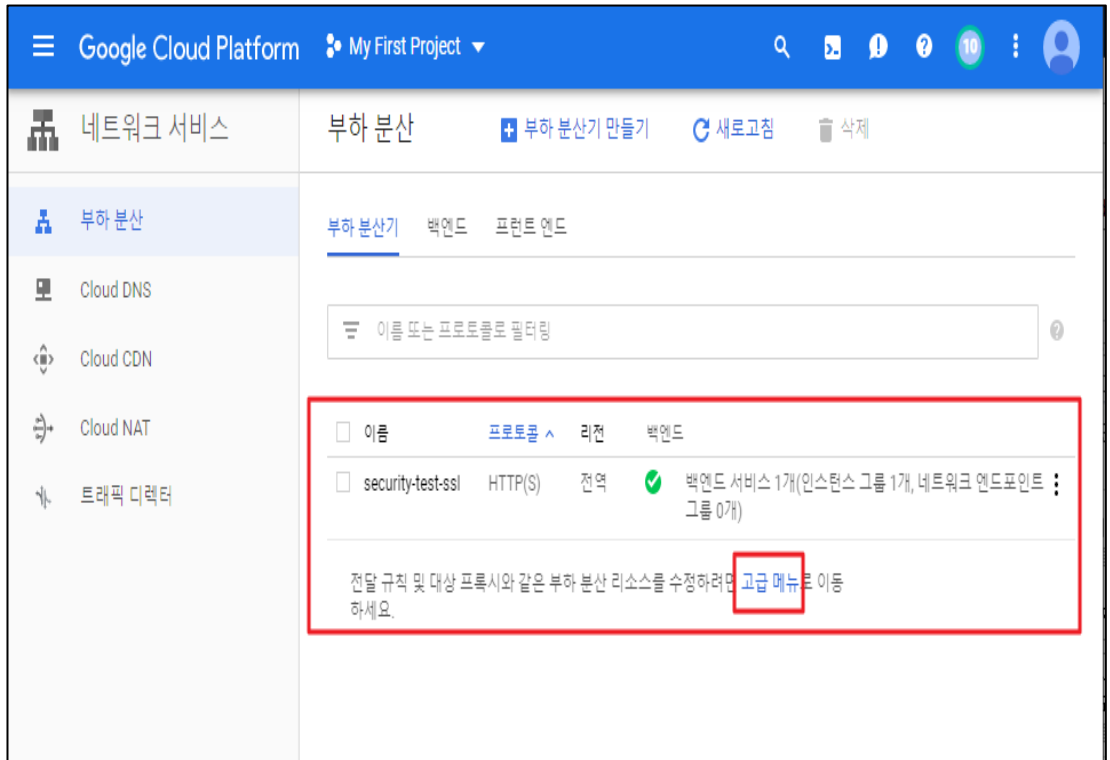 Google Cloud Platform My First Project 10
네트워크 서비스 부하 분산 부하 분산기 만들기 새로고침 삭제
부하 분산
Cloud DNS
Cloud CDN
Cloud NAT
트래픽 디렉터
부하 분산기 백엔드 프런트 엔드
이름 또는 프로토콜로 필터링
이름 프로토콜 리전 백엔드
security-test-ssl HTTP(S) 전역 백엔드 서비스 1개(인스턴스 그룹 1개, 네트워크 엔드포인트
그룹 0개)
전달 규칙 및 대상 프록시와 같은 부하 분산 리소스를 수정하려면 고급 메뉴로 이동
하세요.